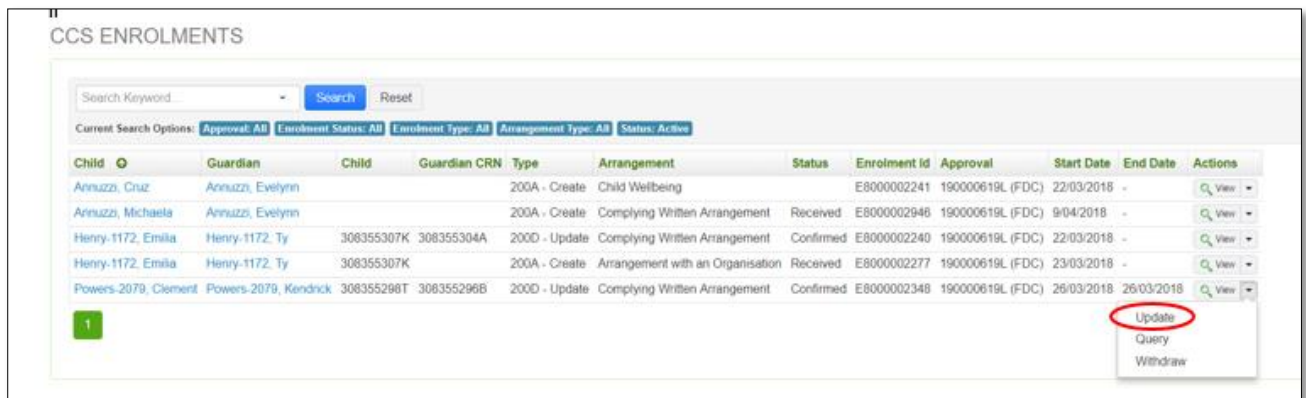 CCS ENROLMENTS
Search Keyword... Search Reset
Current Search Options: Approval: All Enrolment Status: All Enrolment Type: All Arrangement Type: All Status: Active
Child Guardian Child Guardian CRN Type Arrangement Status Enrolment Id Approval Start Date End Date Actions
Annuzzi, Cruz Annuzzi, Evelynn 200A - Create Child Wellbeing E8000002241 190000619L (FDC) 22/03/2018 - View
Annuzzi, Michaela Annuzzi, Evelynn 200A - Create Complying Written Arrangement Received E8000002946 190000619L (FDC) 9/04/2018 - View
Henry-1172, Emilia Henry-1172, Ty 308355307K 308355304A 200D - Update Complying Written Arrangement Confirmed E8000002240 190000619L (FDC) 22/03/2018 - View
Henry-1172, Emilia Henry-1172, Ty 308355307K 200A - Create Arrangement with an Organisation Received E8000002277 190000619L (FDC) 23/03/2018 - View
Powers-2079, Clement Powers-2079, Kendrick 308355298T 308355296B 200D - Update Complying Written Arrangement Confirmed E8000002348 190000619L (FDC) 26/03/2018 26/03/2018 View
1
Update
Query
Withdraw